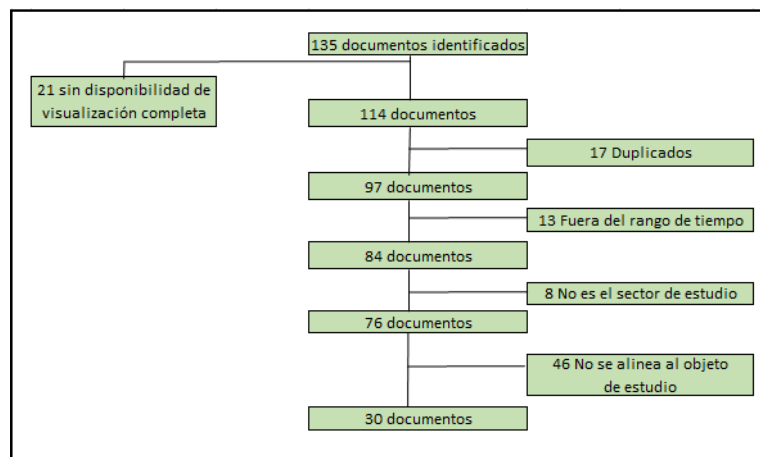 135 documentos identificados
21 sin disponibilidad de
visualización completa
114 documentos
17 Duplicados
97 documentos
13 Fuera del rango de tiempo
84 documentos
8 No es el sector de estudio
76 documentos
46 No se alinea al objeto
de estudio
30 documentos